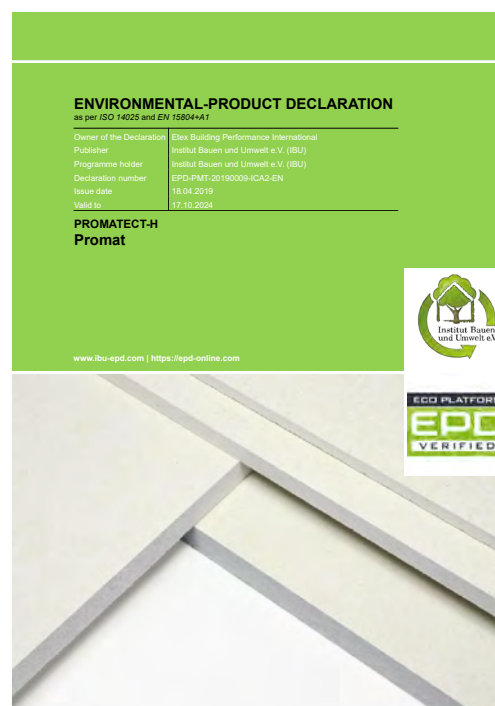 ENVIRONMENTAL-PRODUCT DECLARATION
as per ISO 14025 and EN 15804+A1
Owner of the Declaration Etex Building Performance International
Publisher Institut Bauen und Umwelt e.V. (IBU)
Programme holder Institut Bauen und Umwelt e.V. (IBU)
Declaration number EPD-PMT-20190009-ICA2-EN
Issue date 18.04.2019
Valid to 17.10.2024
PROMATECT-H
Promat
Institut Bauen
und Umwelt e.V
www.ibu-epd.com | https://epd-online.com
ECO PLATFORM
EPD
VERIFIED